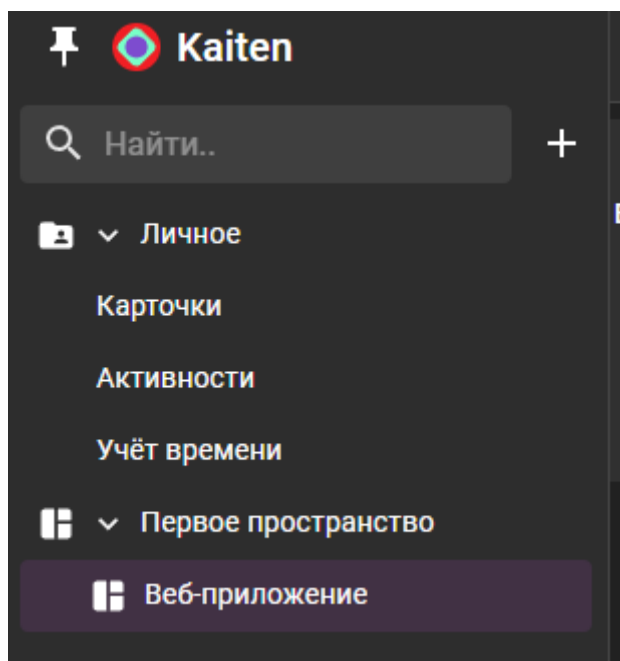 Kaiten
Найти..
Личное
Карточки
Активности
Учёт времени
Первое пространство
Веб-приложение